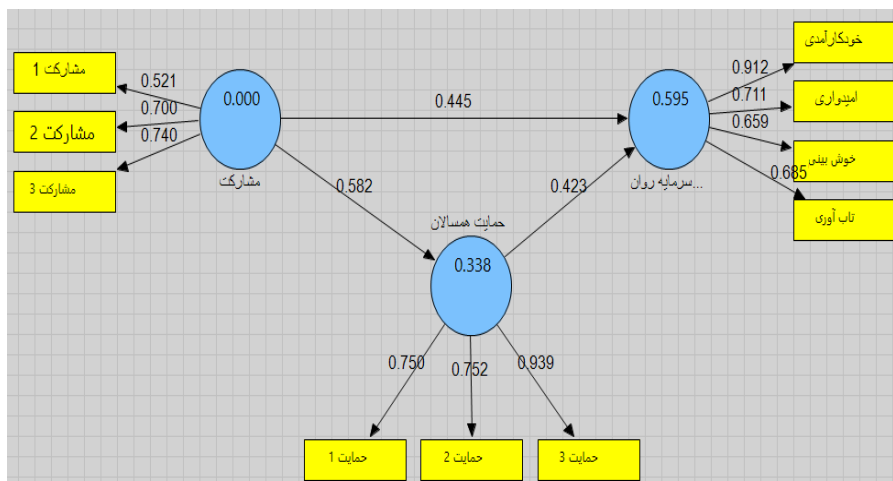 مشارکت 1
مشارکت 2
مشارکت 3
0.521
0.700
0.740
0.000
مشارکت
0.445
0.582
0.423
0.595
سرمایه روان...
0.912
0.711
0.659
0.685
خودکارآمدی
امیدواری
خوش بینی
تاب آوری
حمایت همسالان
0.338
0.750
0.752
0.939
حمایت 1
حمایت 2
حمایت 3